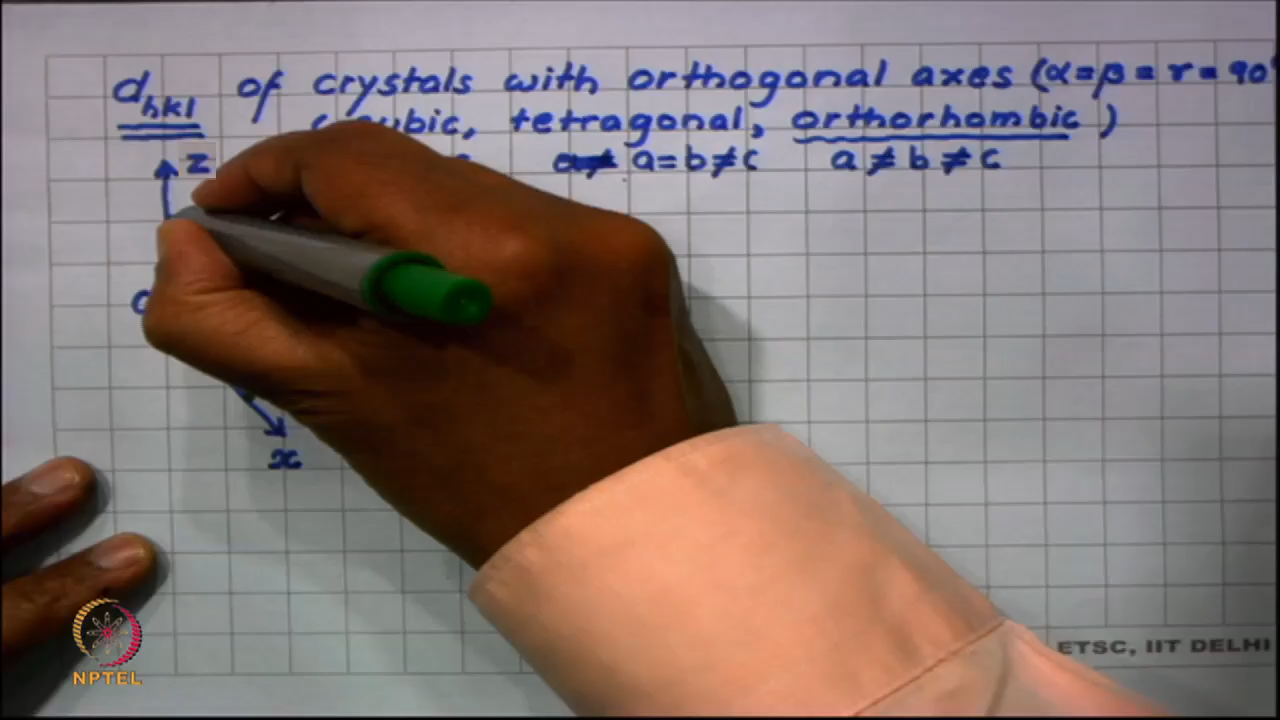 dhkl of crystals with orthogonal axes (α=β=γ=90°
cubic, tetragonal, orthorhombic )
a=b≠c a≠b≠c
z
x
ETSC, IIT DELHI
NPTEL